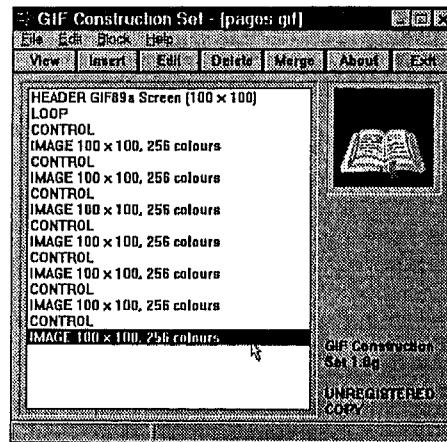 GIF Construction Set - [pages.gif]
File Edit Block Help
View Insert Edit Delete Merge About Exit
HEADER GIF89a Screen (100 x 100)
LOOP
CONTROL
IMAGE 100 x 100, 256 colours
CONTROL
IMAGE 100 x 100, 256 colours
CONTROL
IMAGE 100 x 100, 256 colours
CONTROL
IMAGE 100 x 100, 256 colours
CONTROL
IMAGE 100 x 100, 256 colours
CONTROL
IMAGE 100 x 100, 256 colours
CONTROL
IMAGE 100 x 100, 256 colours
GIF Construction
Set 1.0q
UNREGISTERED
COPY